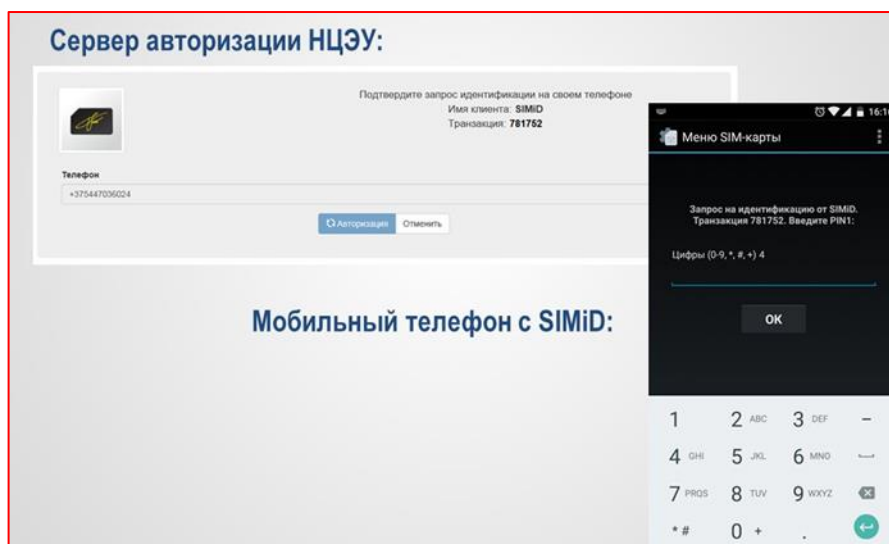 Сервер авторизации НЦЭУ:
Подтвердите запрос идентификации на своем телефоне
Имя клиента: SIMiD
Транзакция: 781752
Телефон
+375447036024
Авторизация Отменить
Мобильный телефон с SIMiD:
16:16
Меню SIM-карты
Запрос на идентификацию от SIMiD.
Транзакция 781752. Введите PIN1:
Цифры (0-9, *, #, +) 4
OK
1 2 ABC 3 DEF -
4 GHI 5 JKL 6 MNO
7 PRQS 8 TUV 9 WXYZ
* # 0 + .